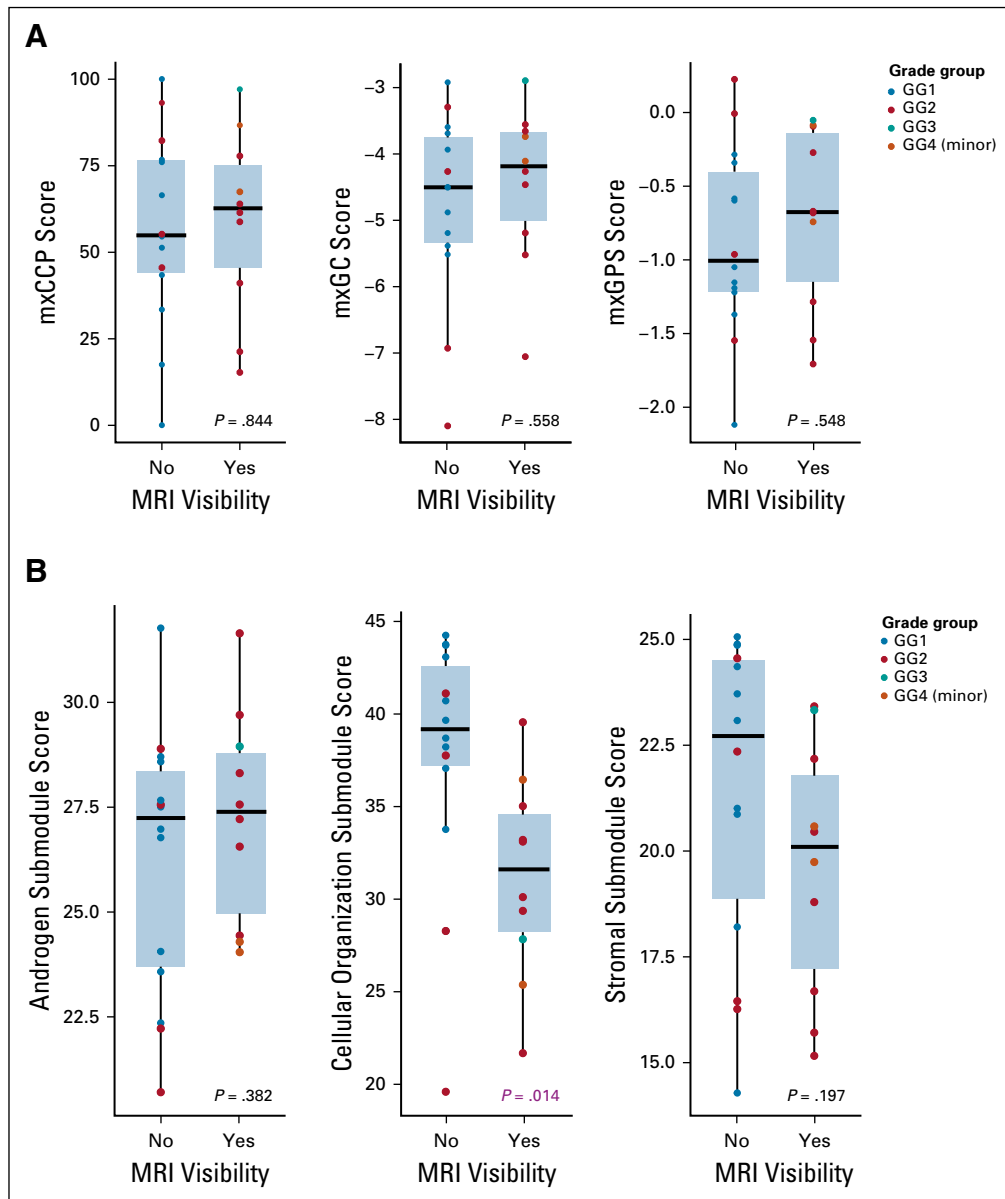 A
mxCCP Score
100
75
50
25
0
P = .844
No
Yes
MRI Visibility
mxGC Score
−3
−4
−5
−6
−7
−8
P = .558
No
Yes
MRI Visibility
mxGPS Score
0.0
−0.5
−1.0
−1.5
−2.0
P = .548
No
Yes
MRI Visibility
Grade group
GG1
GG2
GG3
GG4 (minor)
B
Androgen Submodule Score
30.0
27.5
25.0
22.5
P = .382
No
Yes
MRI Visibility
Cellular Organization Submodule Score
45
40
35
30
25
20
P = .014
No
Yes
MRI Visibility
Stromal Submodule Score
25.0
22.5
20.0
17.5
15.0
P = .197
No
Yes
MRI Visibility
Grade group
GG1
GG2
GG3
GG4 (minor)